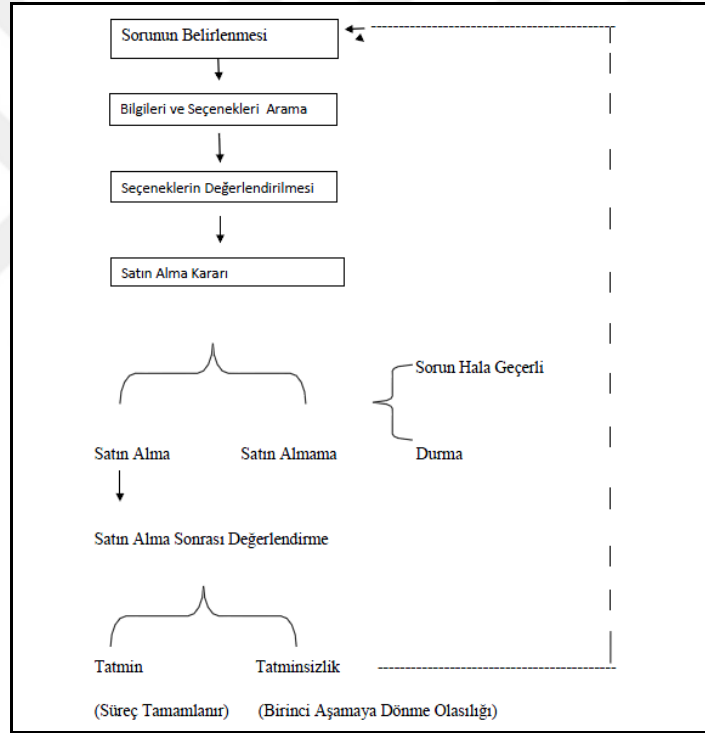 Sorunun Belirlenmesi
Bilgileri ve Seçenekleri Arama
Seçeneklerin Değerlendirilmesi
Satın Alma Kararı
Sorun Hala Geçerli
Satın Alma Satın Almama Durma
Satın Alma Sonrası Değerlendirme
Tatmin Tatminsizlik
(Süreç Tamamlanır) (Birinci Aşamaya Dönme Olasılığı)